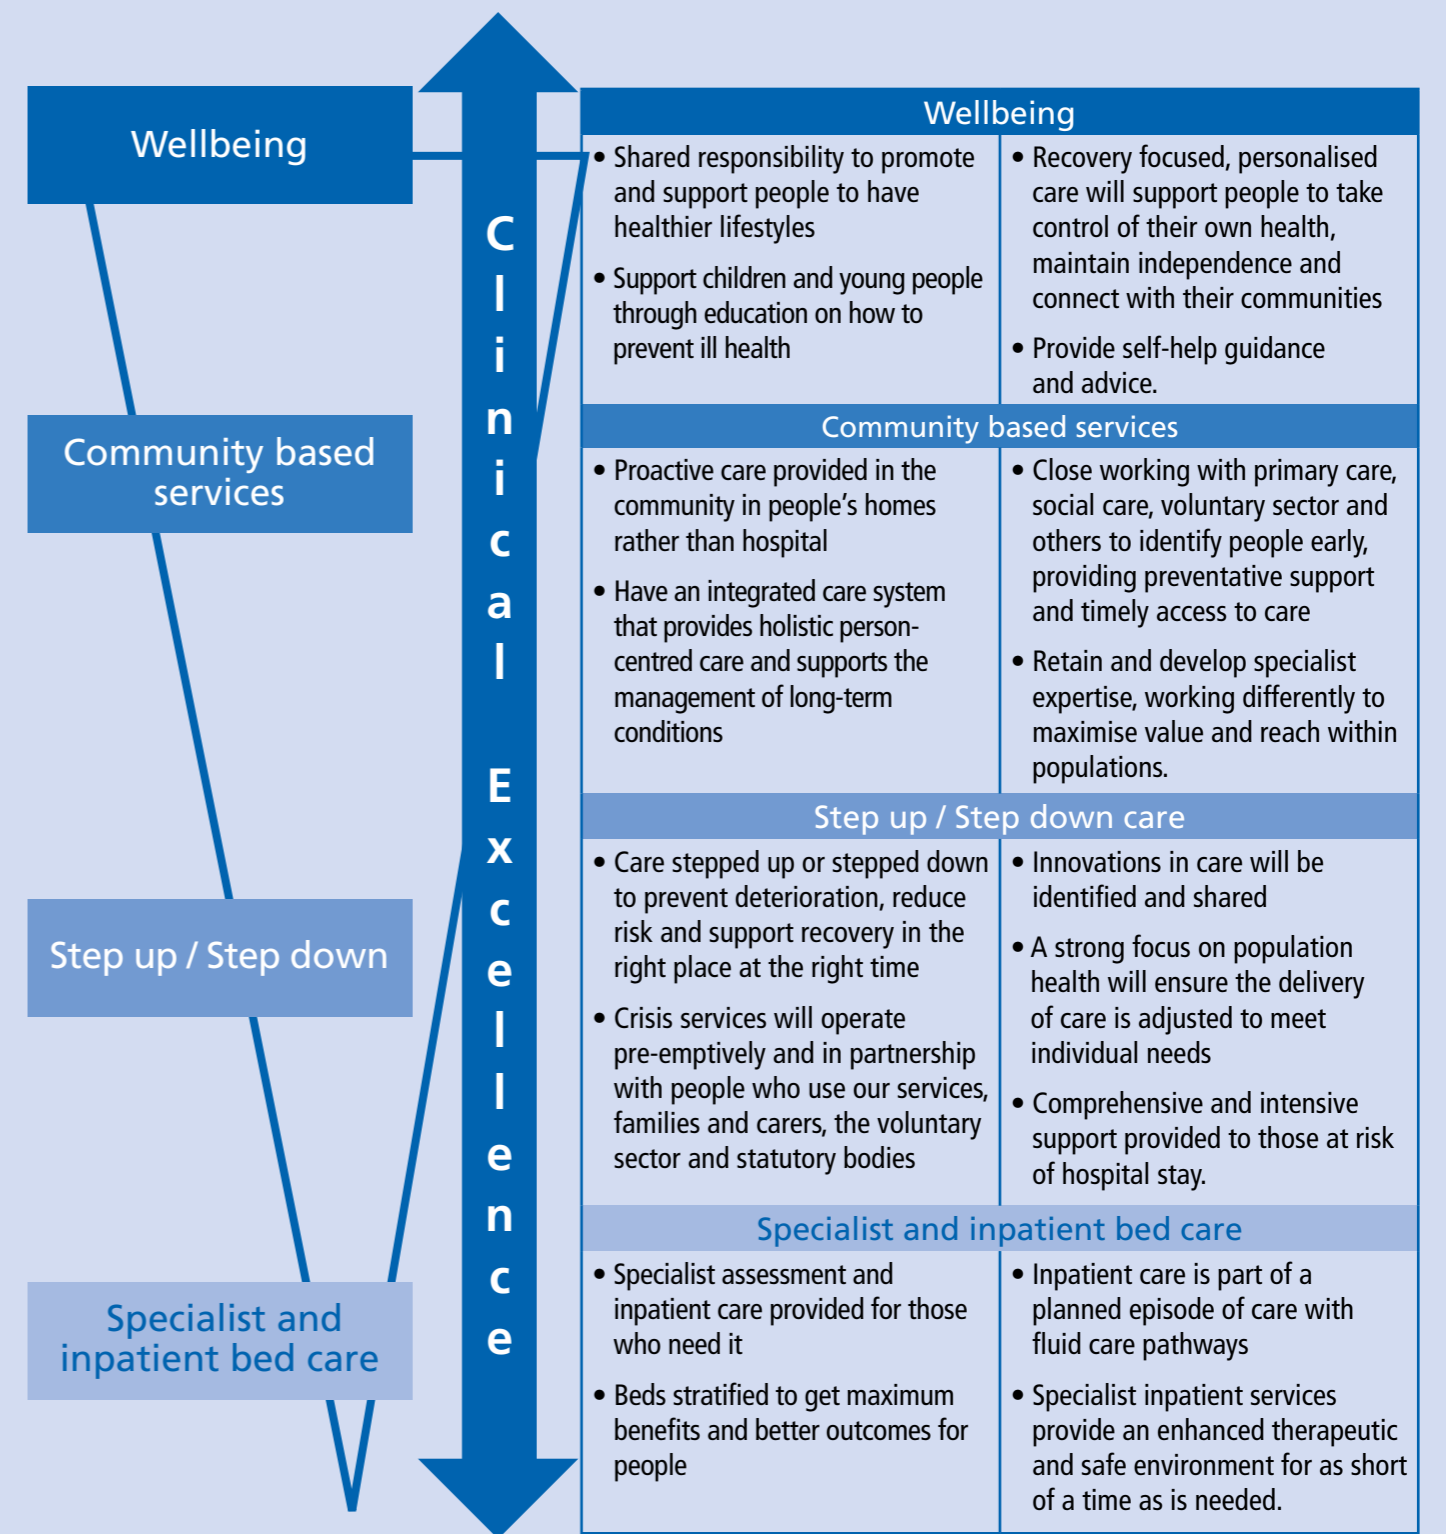 Wellbeing
Community based
services
Step up / Step down
Specialist and
inpatient bed care
Clinical Excellence
Wellbeing
• Shared responsibility to promote
and support people to have
healthier lifestyles
• Support children and young people
through education on how to
prevent ill health
• Recovery focused, personalised
care will support people to take
control of their own health,
maintain independence and
connect with their communities
• Provide self-help guidance
and advice.
Community based services
• Proactive care provided in the
community in people's homes
rather than hospital
• Have an integrated care system
that provides holistic person-
centred care and supports the
management of long-term
conditions
• Close working with primary care,
social care, voluntary sector and
others to identify people early,
providing preventative support
and timely access to care
• Retain and develop specialist
expertise, working differently to
maximise value and reach within
populations.
Step up / Step down care
• Care stepped up or stepped down
to prevent deterioration, reduce
risk and support recovery in the
right place at the right time
• Crisis services will operate
pre-emptively and in partnership
with people who use our services,
families and carers, the voluntary
sector and statutory bodies
• Innovations in care will be
identified and shared
• A strong focus on population
health will ensure the delivery
of care is adjusted to meet
individual needs
• Comprehensive and intensive
support provided to those at risk
of hospital stay.
Specialist and inpatient bed care
• Specialist assessment and
inpatient care provided for those
who need it
• Beds stratified to get maximum
benefits and better outcomes for
people
• Inpatient care is part of a
planned episode of care with
fluid care pathways
• Specialist inpatient services
provide an enhanced therapeutic
and safe environment for as short
of a time as is needed.